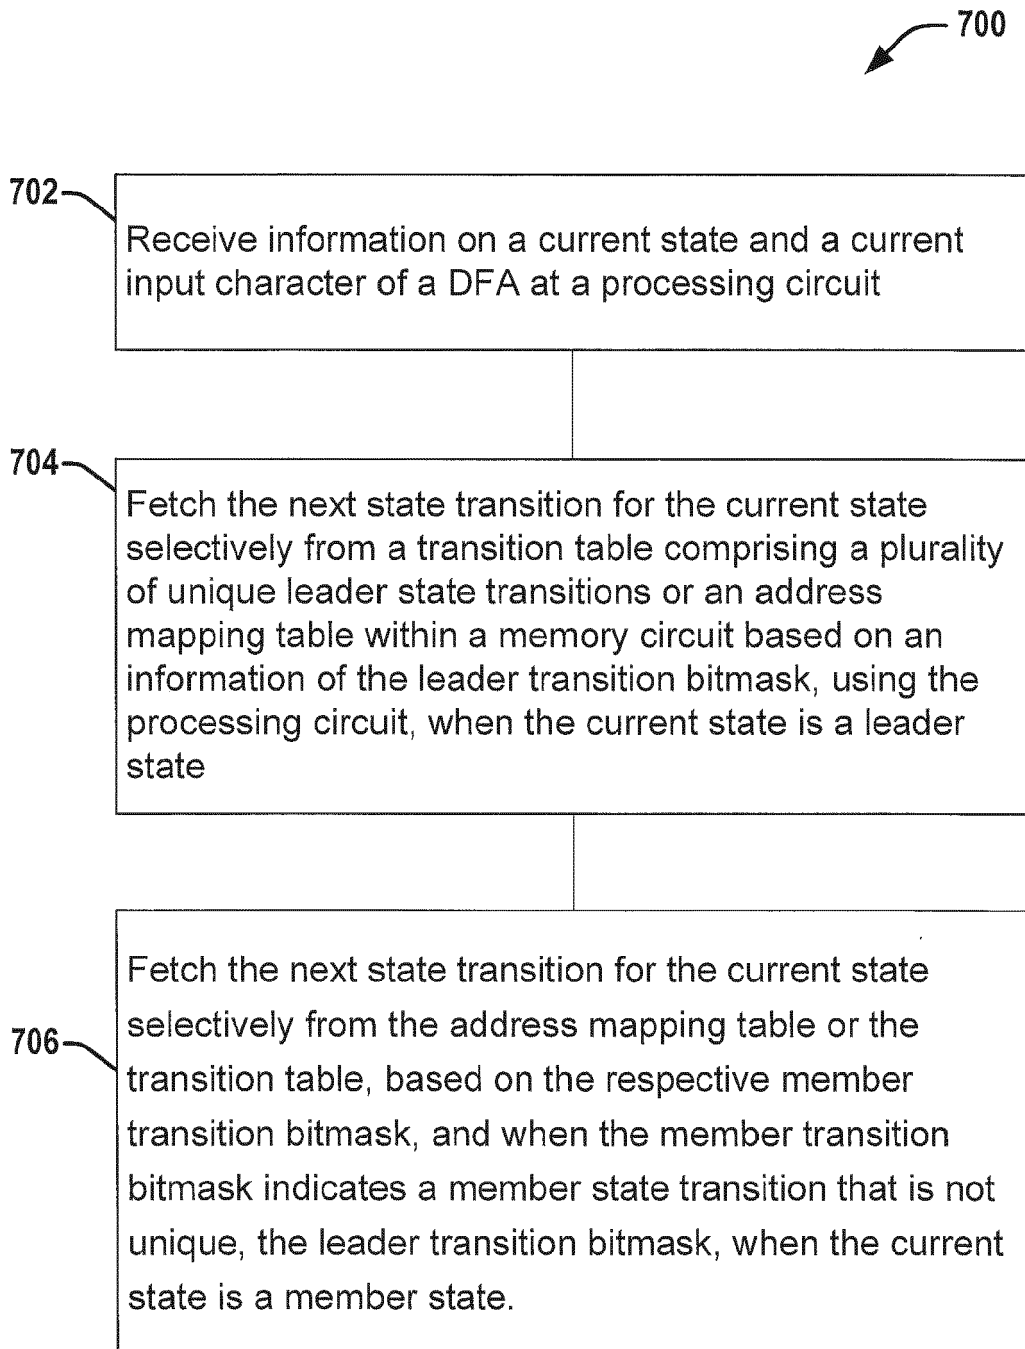 700
702
Receive information on a current state and a current
input character of a DFA at a processing circuit
704
Fetch the next state transition for the current state
selectively from a transition table comprising a plurality
of unique leader state transitions or an address
mapping table within a memory circuit based on an
information of the leader transition bitmask, using the
processing circuit, when the current state is a leader
state
706
Fetch the next state transition for the current state
selectively from the address mapping table or the
transition table, based on the respective member
transition bitmask, and when the member transition
bitmask indicates a member state transition that is not
unique, the leader transition bitmask, when the current
state is a member state.